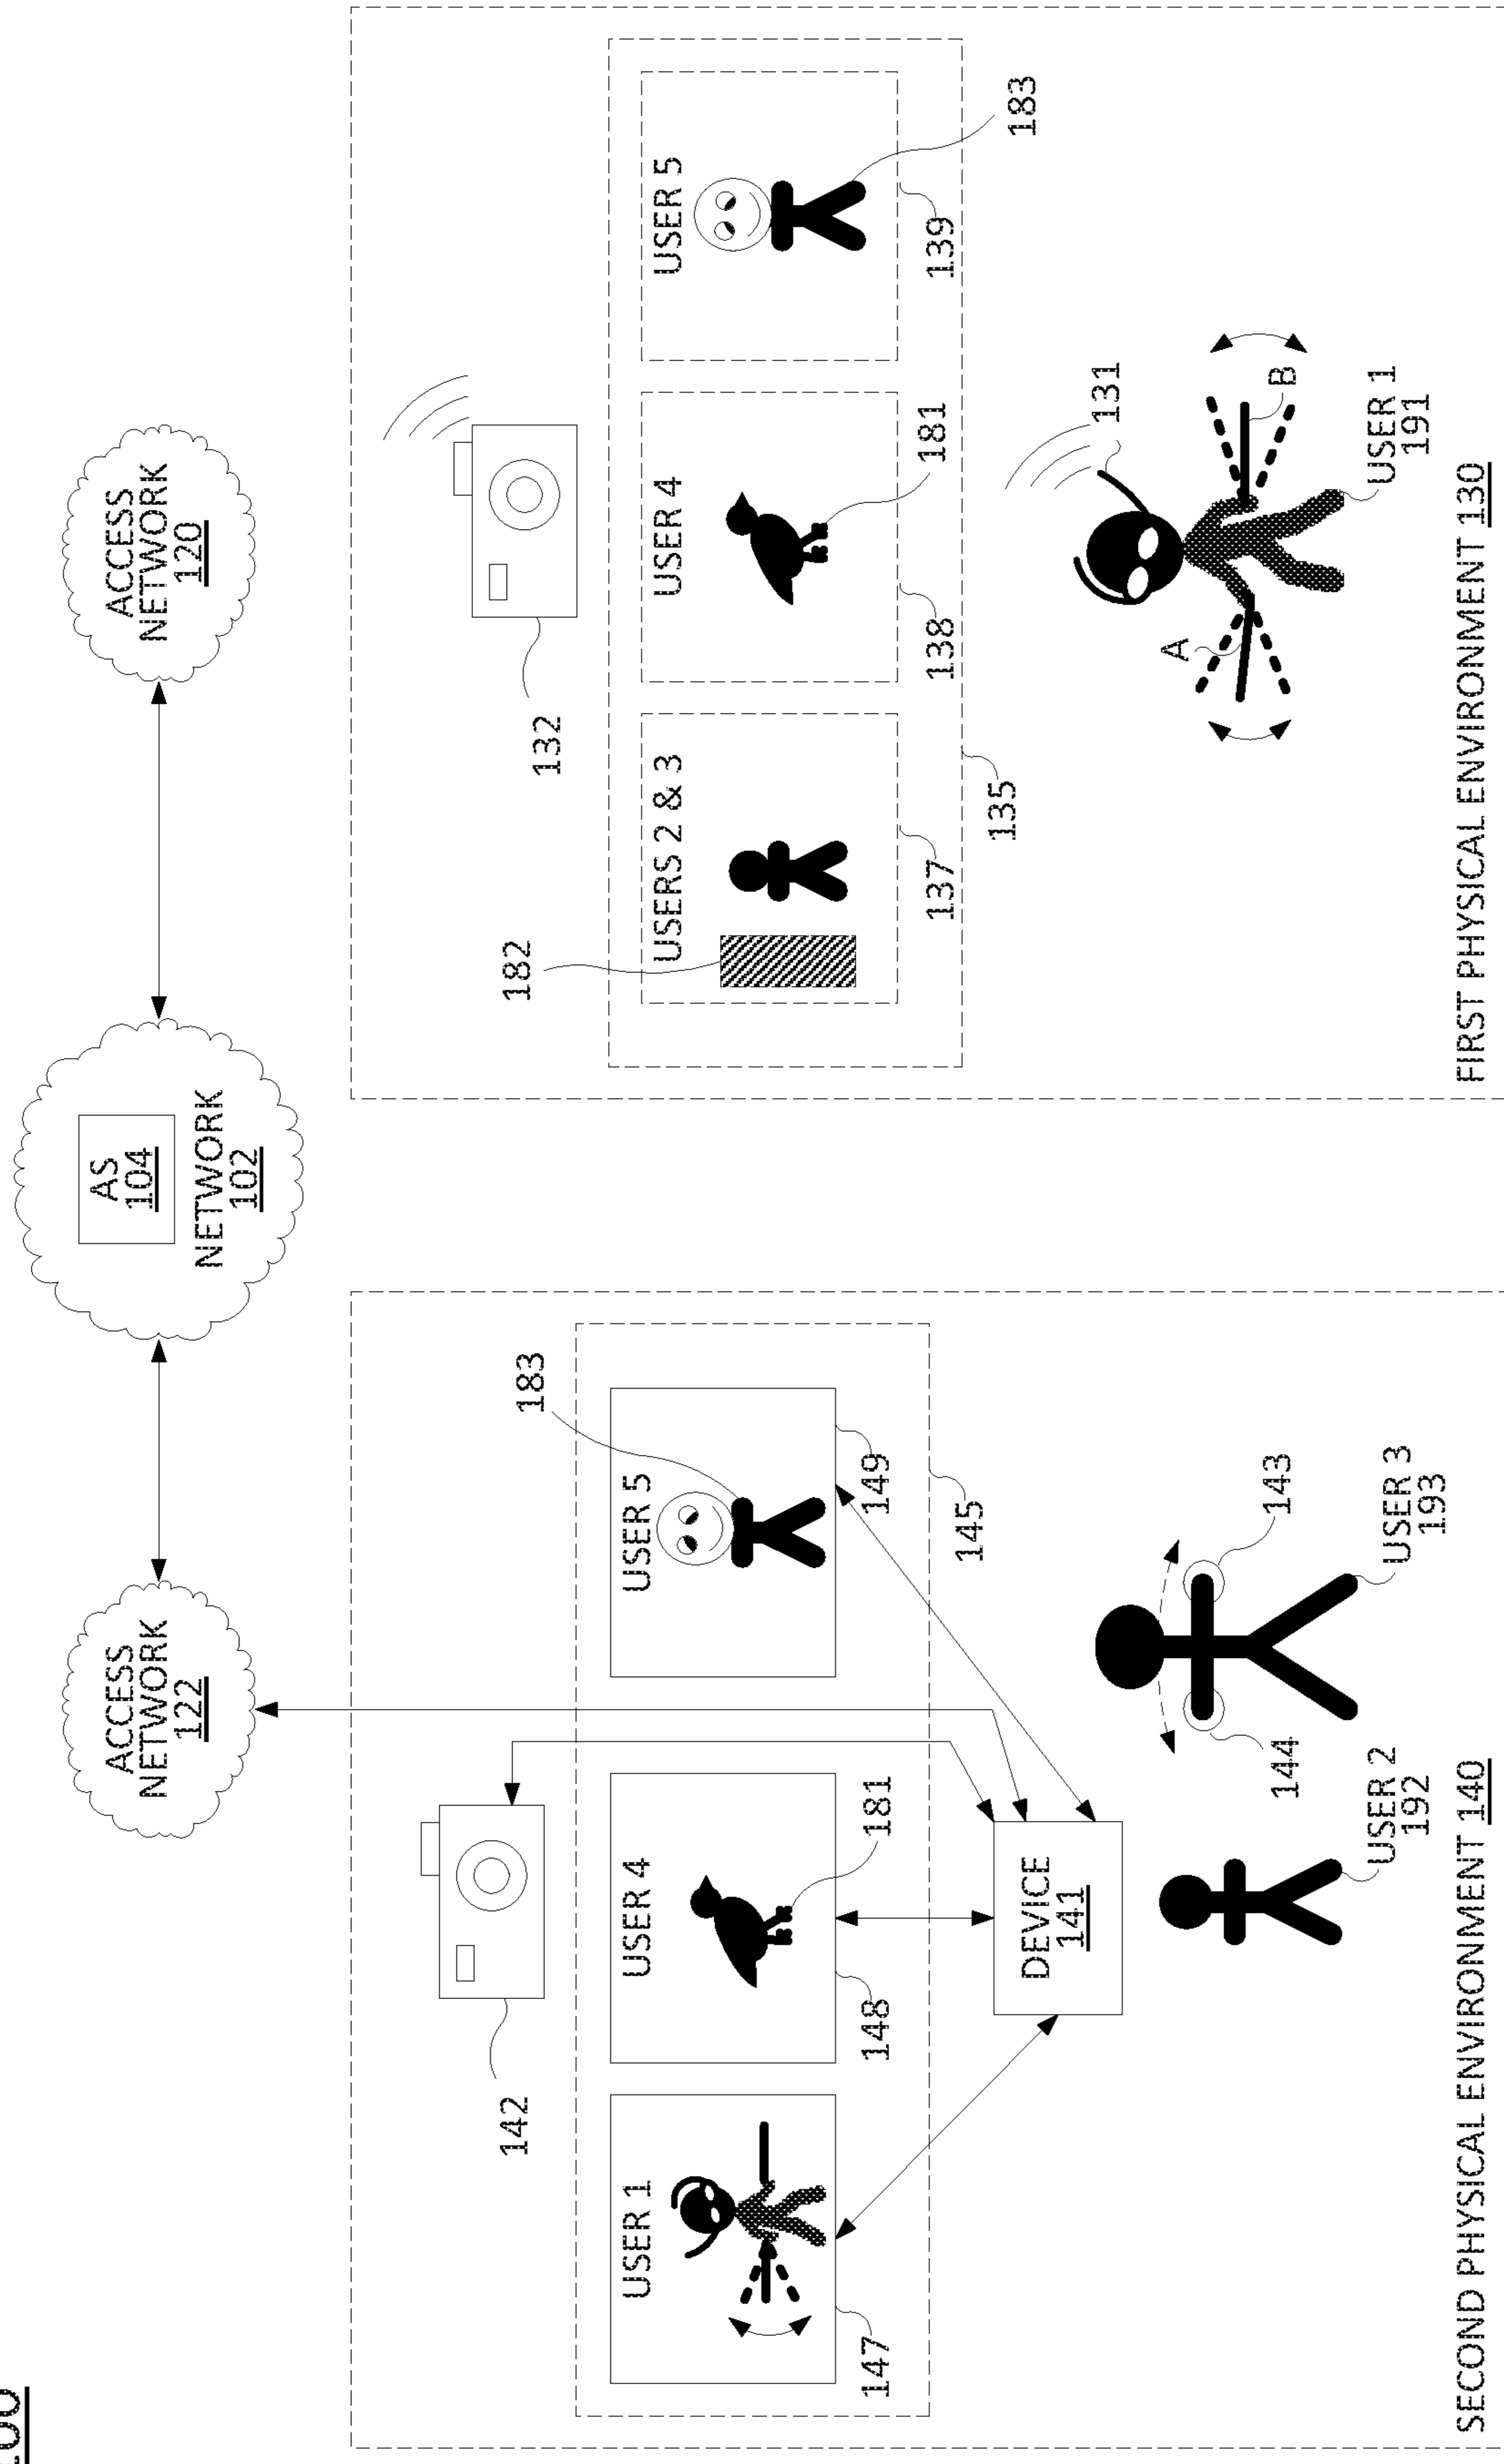 100
ACCESS
NETWORK
122
AS
104
NETWORK
102
ACCESS
NETWORK
120
142
USER 1
147
USER 4
181
148
USER 5
183
149
145
DEVICE
141
USER 2
192
144
143
USER 3
193
SECOND PHYSICAL ENVIRONMENT 140
132
182
USERS 2 & 3
137
USER 4
181
138
USER 5
183
139
135
131
A
B
USER 1
191
FIRST PHYSICAL ENVIRONMENT 130